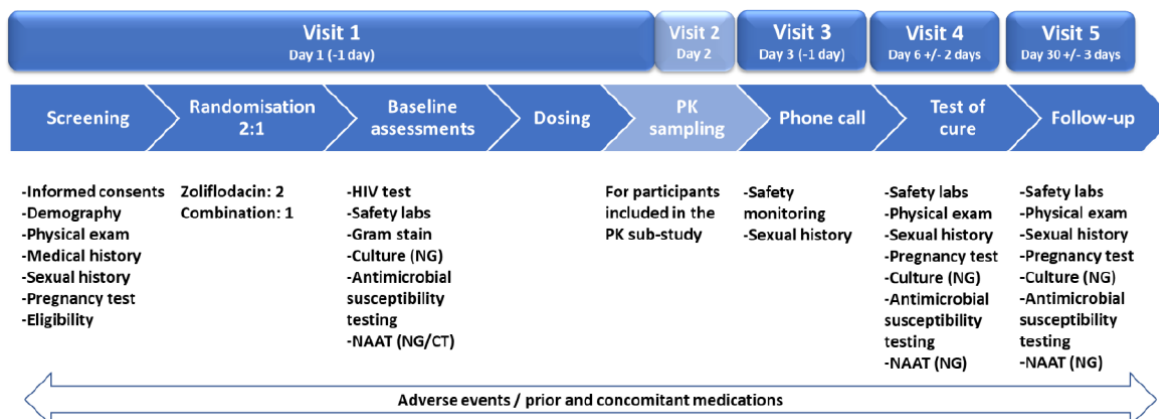 Visit 1
Day 1 (-1 day)
Visit 2
Day 2
Visit 3
Day 3 (-1 day)
Visit 4
Day 6 +/- 2 days
Visit 5
Day 30 +/- 3 days
Screening
Randomisation
2:1
Baseline
assessments
Dosing
PK
sampling
Phone call
Test of
cure
Follow-up
-Informed consents
-Demography
-Physical exam
-Medical history
-Sexual history
-Pregnancy test
-Eligibility
Zoliflodacin: 2
Combination: 1
-HIV test
-Safety labs
-Gram stain
-Culture (NG)
-Antimicrobial
susceptibility
testing
-NAAT (NG/CT)
For participants
included in the
PK sub-study
-Safety
monitoring
-Sexual history
-Safety labs
-Physical exam
-Sexual history
-Pregnancy test
-Culture (NG)
-Antimicrobial
susceptibility
testing
-NAAT (NG)
-Safety labs
-Physical exam
-Sexual history
-Pregnancy test
-Culture (NG)
-Antimicrobial
susceptibility
testing
-NAAT (NG)
Adverse events / prior and concomitant medications